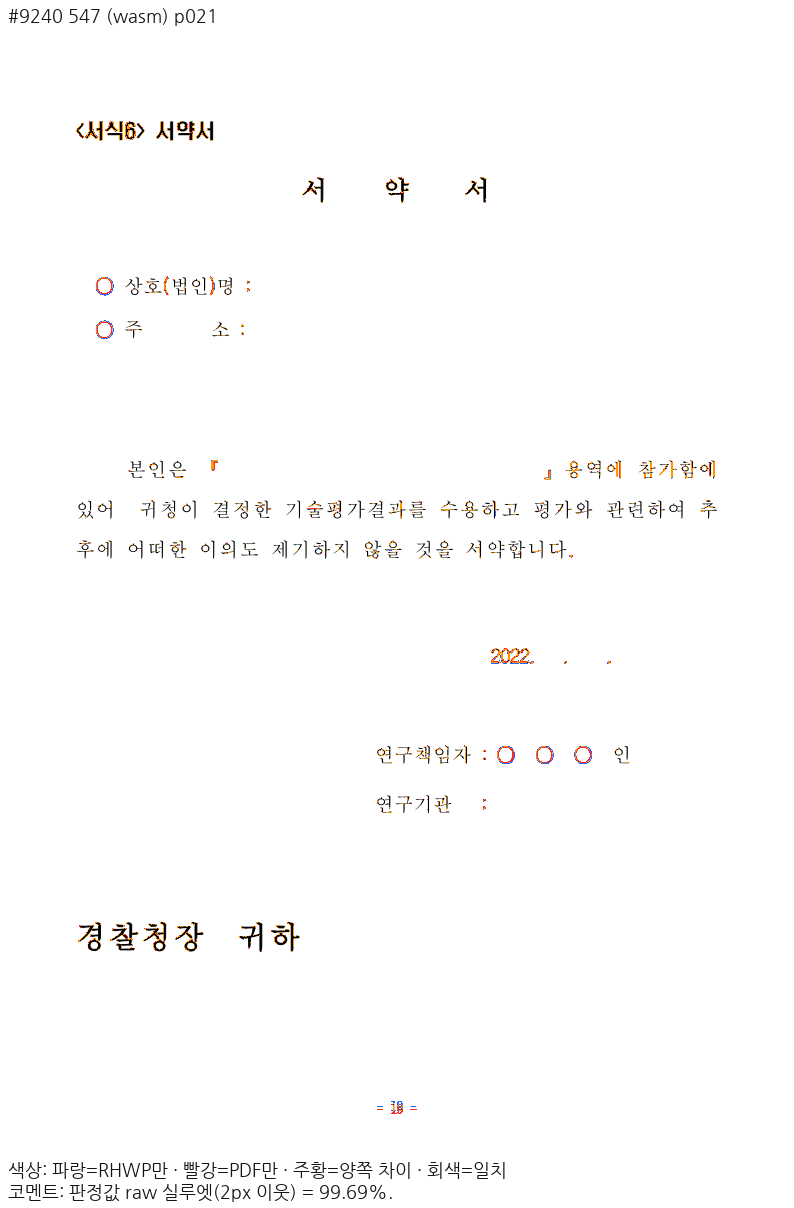 #9240 547 (wasm) p021
<서식6> 서약서
서 약 서
○ 상호(법인)명 :
○ 주 소 :
본인은 『 』용역에 참가함에
있어 귀청이 결정한 기술평가결과를 수용하고 평가와 관련하여 추
후에 어떠한 이의도 제기하지 않을 것을 서약합니다.
2022. . .
연구책임자 : ○ ○ ○ 인
연구기관 :
경찰청장 귀하
색상: 파랑=RHWP만 · 빨강=PDF만 · 주황=양쪽 차이 · 회색=일치
코멘트: 판정값 raw 실루엣(2px 이웃) = 99.69%.